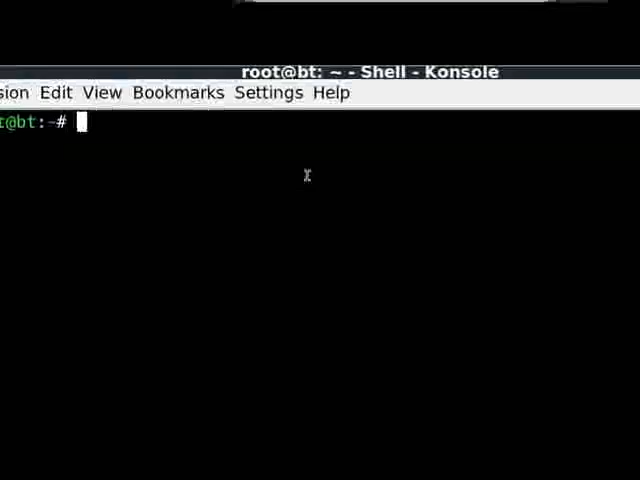 root@bt: ~ - Shell - Konsole
sion Edit View Bookmarks Settings Help
t@bt:~#